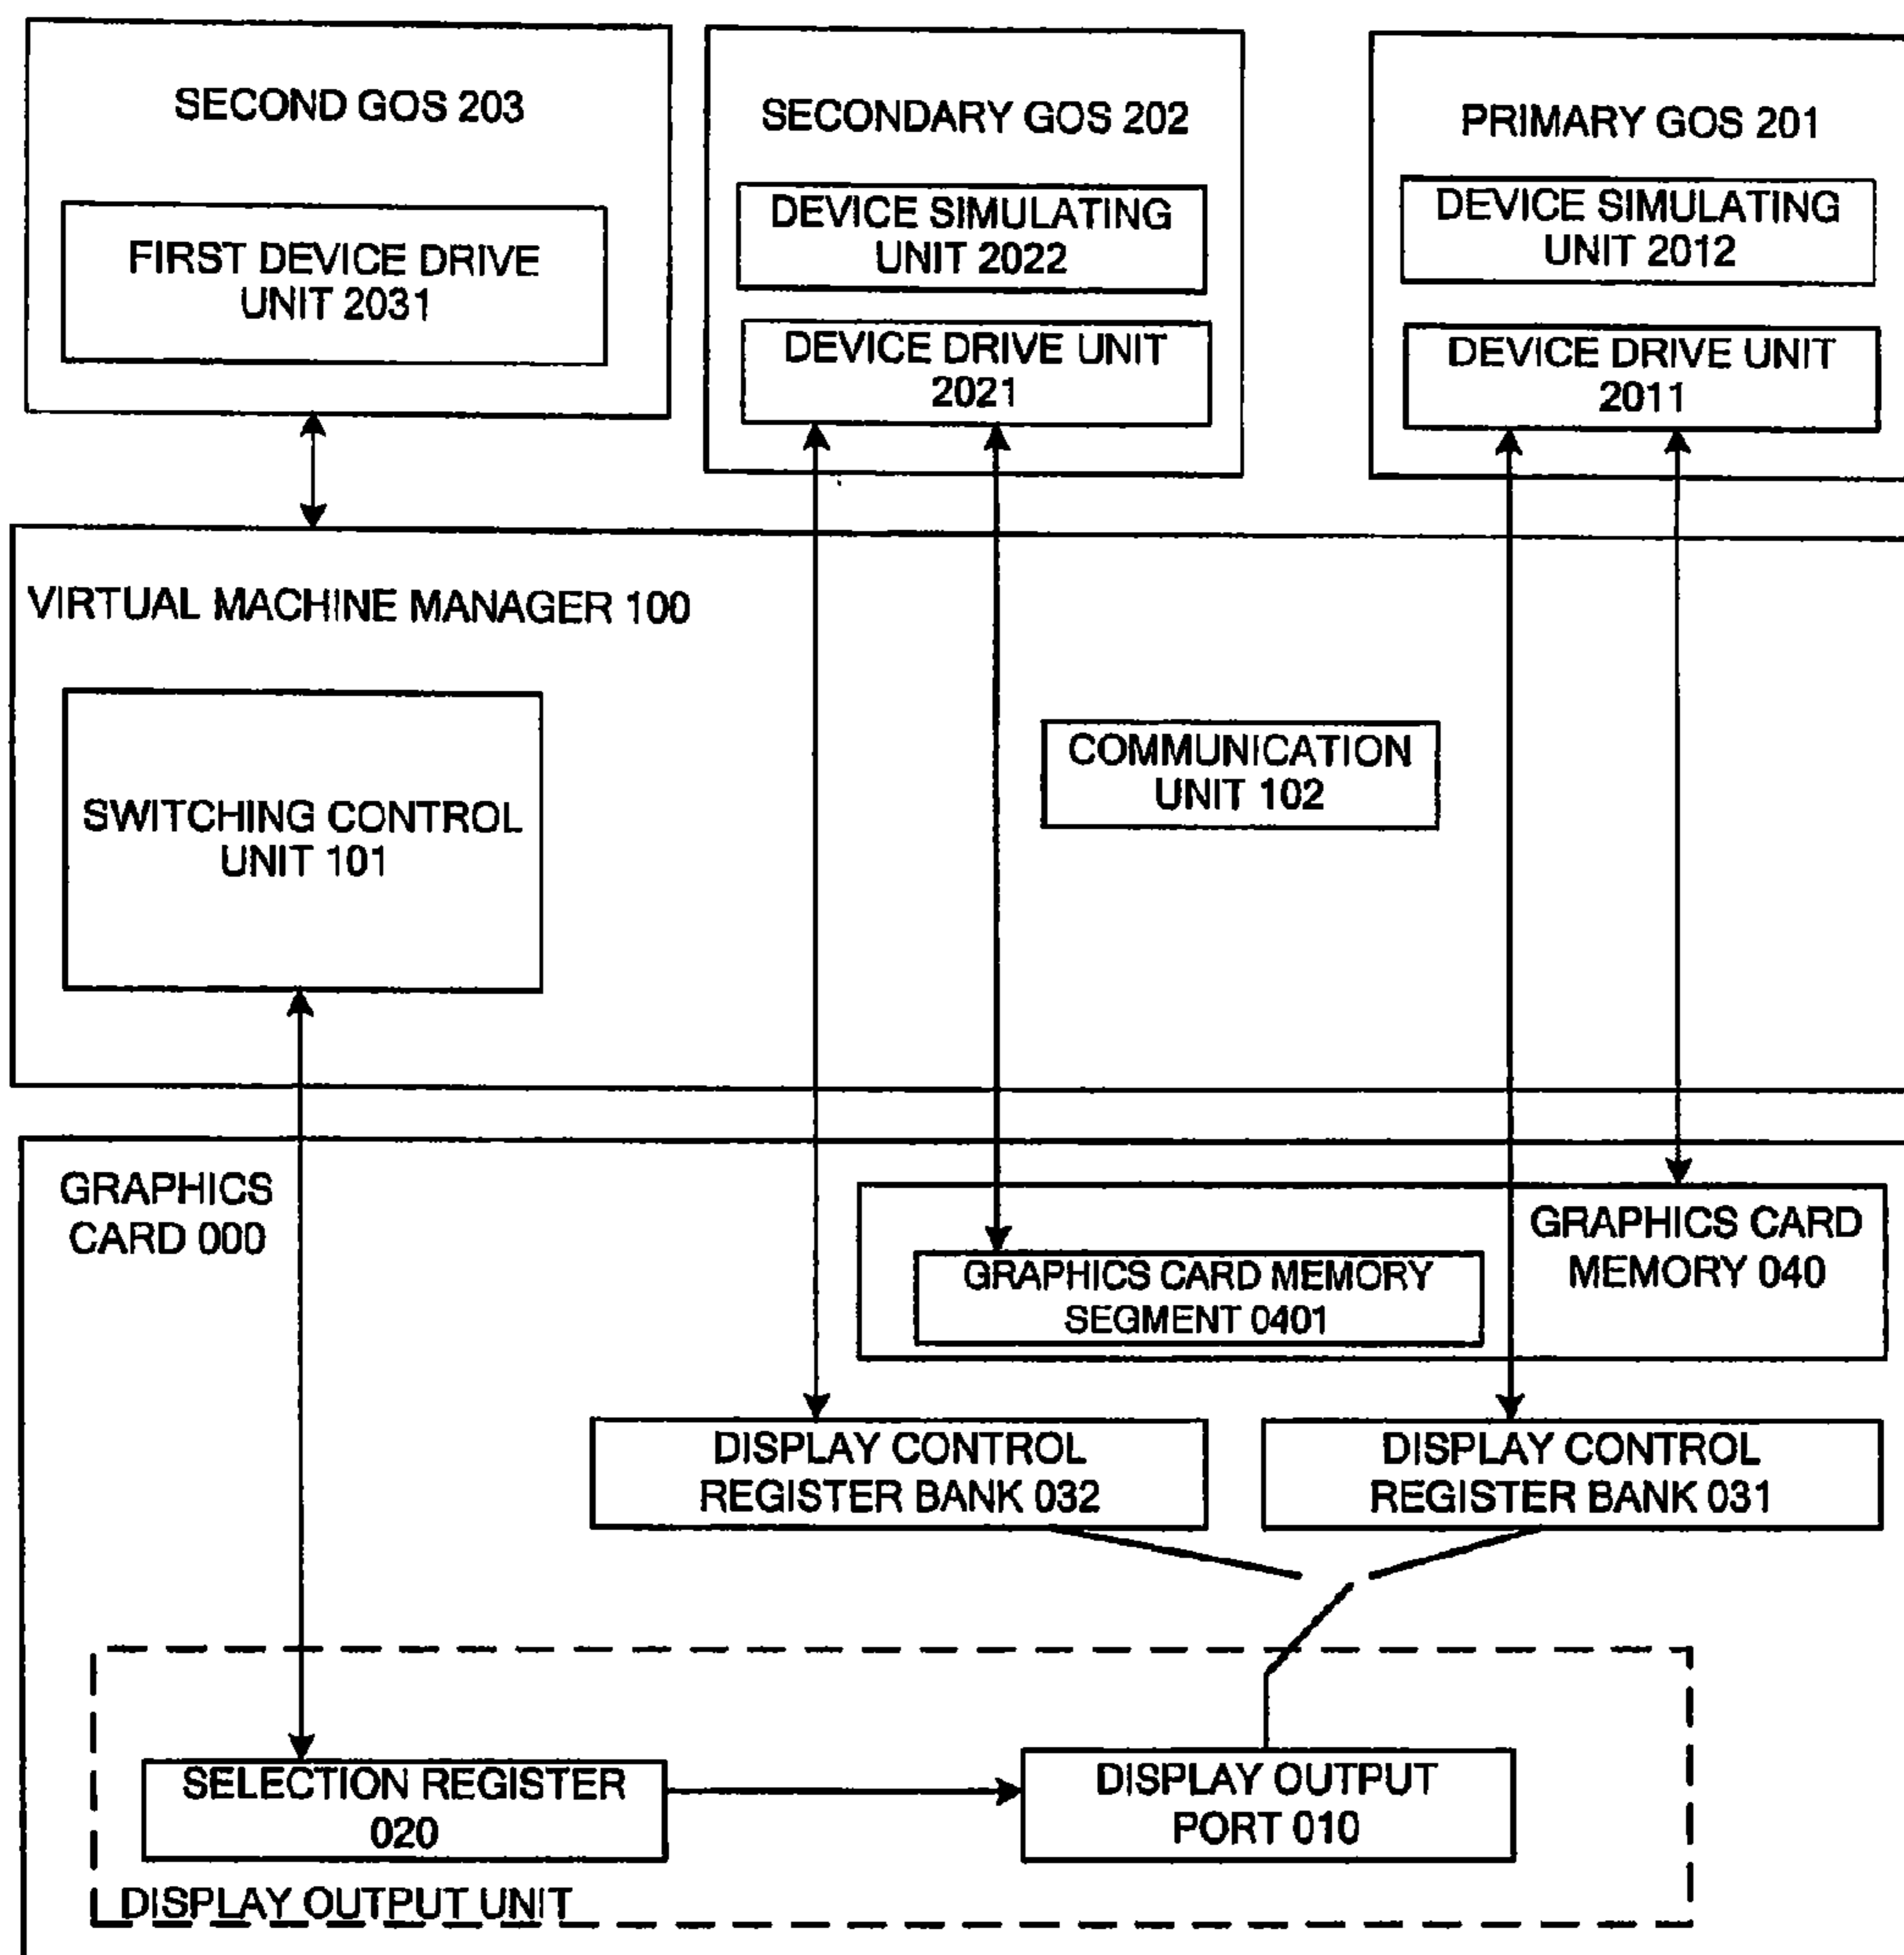 SECOND GOS 203
FIRST DEVICE DRIVE
UNIT 2031
SECONDARY GOS 202
DEVICE SIMULATING
UNIT 2022
DEVICE DRIVE UNIT
2021
PRIMARY GOS 201
DEVICE SIMULATING
UNIT 2012
DEVICE DRIVE UNIT
2011
VIRTUAL MACHINE MANAGER 100
SWITCHING CONTROL
UNIT 101
COMMUNICATION
UNIT 102
GRAPHICS
CARD 000
GRAPHICS CARD
MEMORY 040
GRAPHICS CARD MEMORY
SEGMENT 0401
DISPLAY CONTROL
REGISTER BANK 032
DISPLAY CONTROL
REGISTER BANK 031
SELECTION REGISTER
020
DISPLAY OUTPUT
PORT 010
DISPLAY OUTPUT UNIT